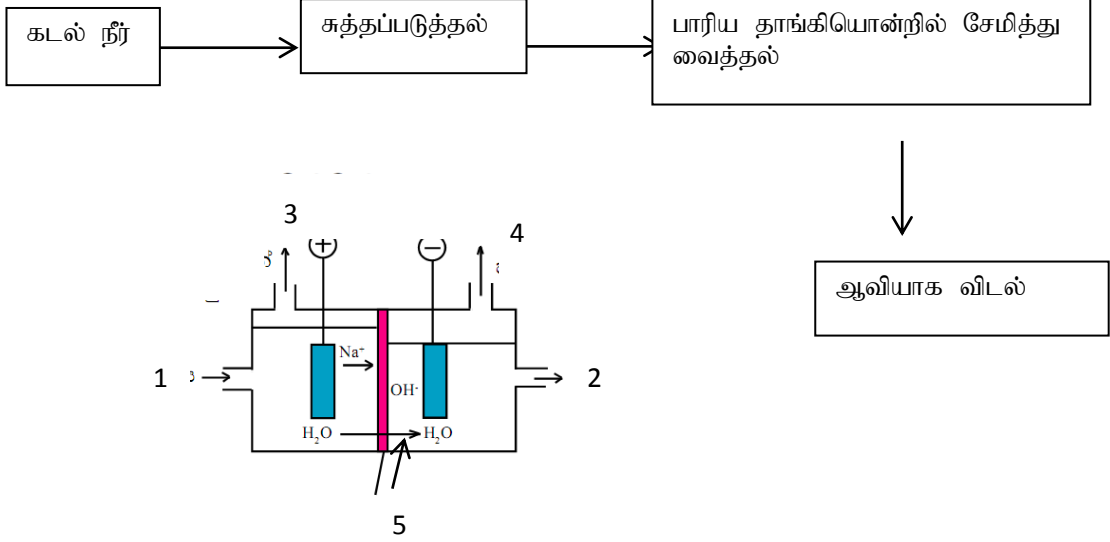 கடல் நீர்
சுத்தப்படுத்தல்
பாரிய தாங்கியொன்றில் சேமித்து
வைத்தல்
ஆவியாக விடல்
3
4
+
−
1
Na⁺
OH⁻
2
H₂O
H₂O
5